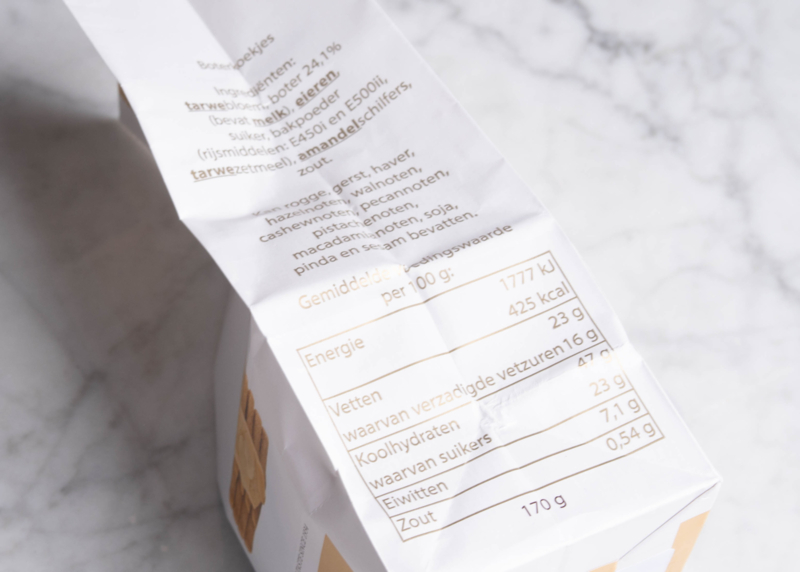 Boterkoekjes
Ingrediënten:
tarwebloem, boter 24,1%
(bevat melk), eieren,
suiker, bakpoeder
(rijsmiddelen: E450i en E500ii,
tarwezetmeel), amandelschilfers,
zout.
Kan rogge, gerst, haver,
hazelnoten, walnoten,
cashewnoten, pecannoten,
pistachenoten,
macadamianoten, soja,
pinda en sesam bevatten.
Gemiddelde voedingswaarde
per 100 g:
Energie 1777 kJ
425 kcal
Vetten 23 g
waarvan verzadigde vetzuren 16 g
Koolhydraten 47 g
waarvan suikers 23 g
Eiwitten 7,1 g
Zout 0,54 g
170 g